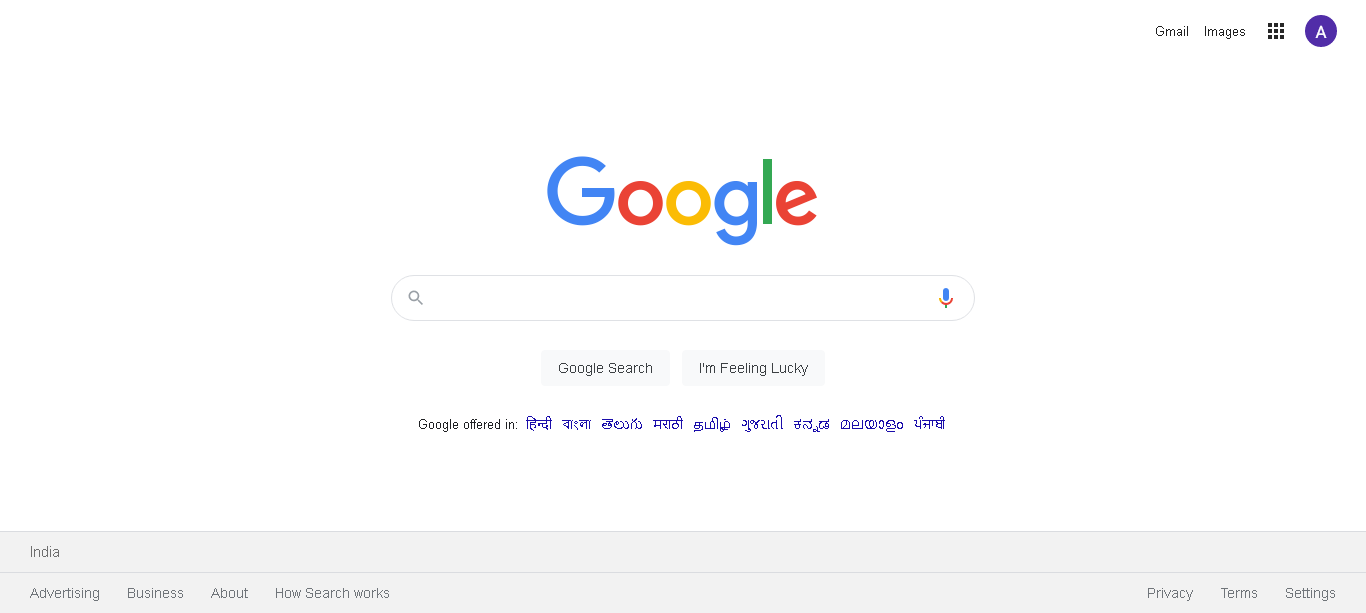 Gmail Images A
Google
Google Search I'm Feeling Lucky
Google offered in: हिन्दी বাংলা తెలుగు मराठी தமிழ் ગુજરાતી ಕನ್ನಡ മലയാളം ਪੰਜਾਬੀ
India
Advertising Business About How Search works Privacy Terms Settings